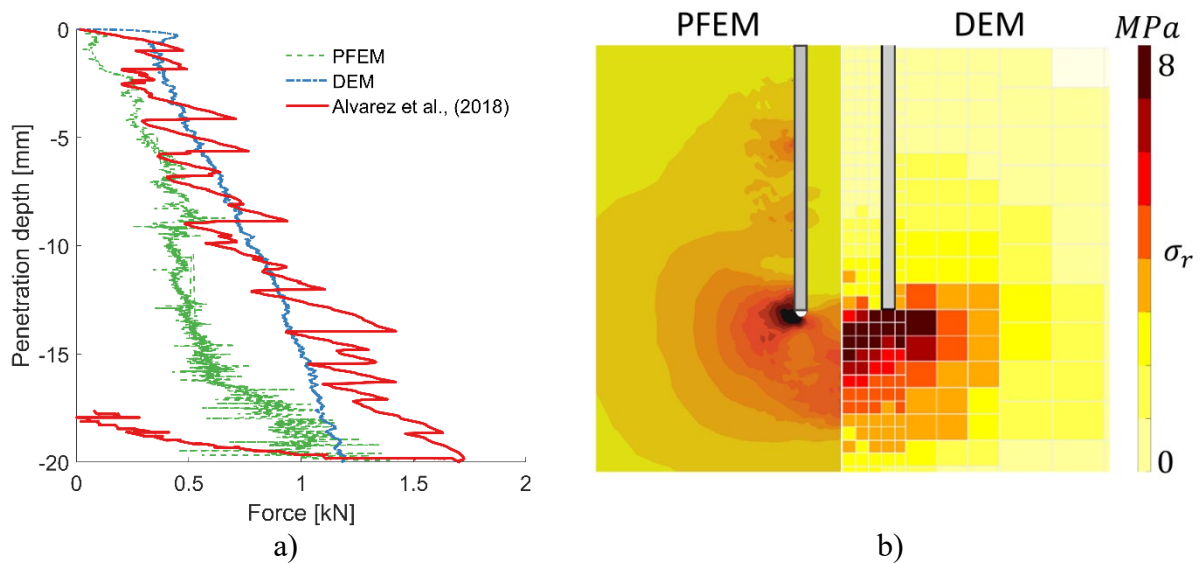 0
-5
-10
-15
-20
Penetration depth [mm]
PFEM
DEM
Alvarez et al., (2018)
0
0.5
1
1.5
2
Force [kN]
a)
PFEM
DEM
MPa
8
σr
0
b)